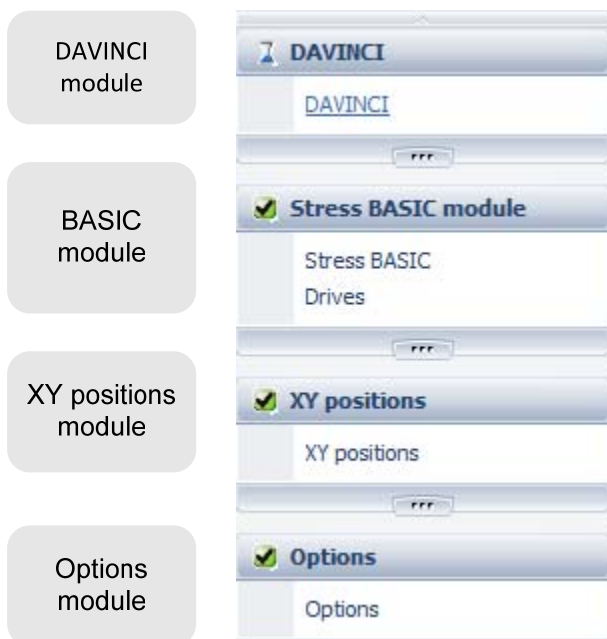 DAVINCI
module
DAVINCI
DAVINCI
BASIC
module
Stress BASIC module
Stress BASIC
Drives
XY positions
module
XY positions
XY positions
Options
module
Options
Options